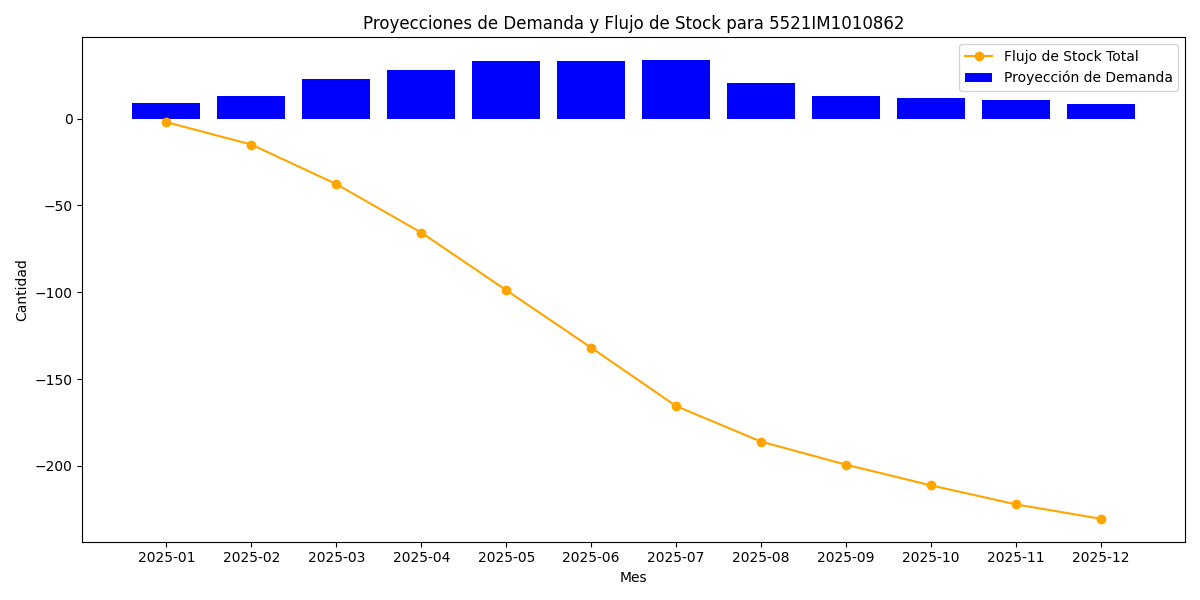 Proyecciones de Demanda y Flujo de Stock para 5521IM1010862
Flujo de Stock Total
Proyección de Demanda
Cantidad
0
−50
−100
−150
−200
2025-01 2025-02 2025-03 2025-04 2025-05 2025-06 2025-07 2025-08 2025-09 2025-10 2025-11 2025-12
Mes